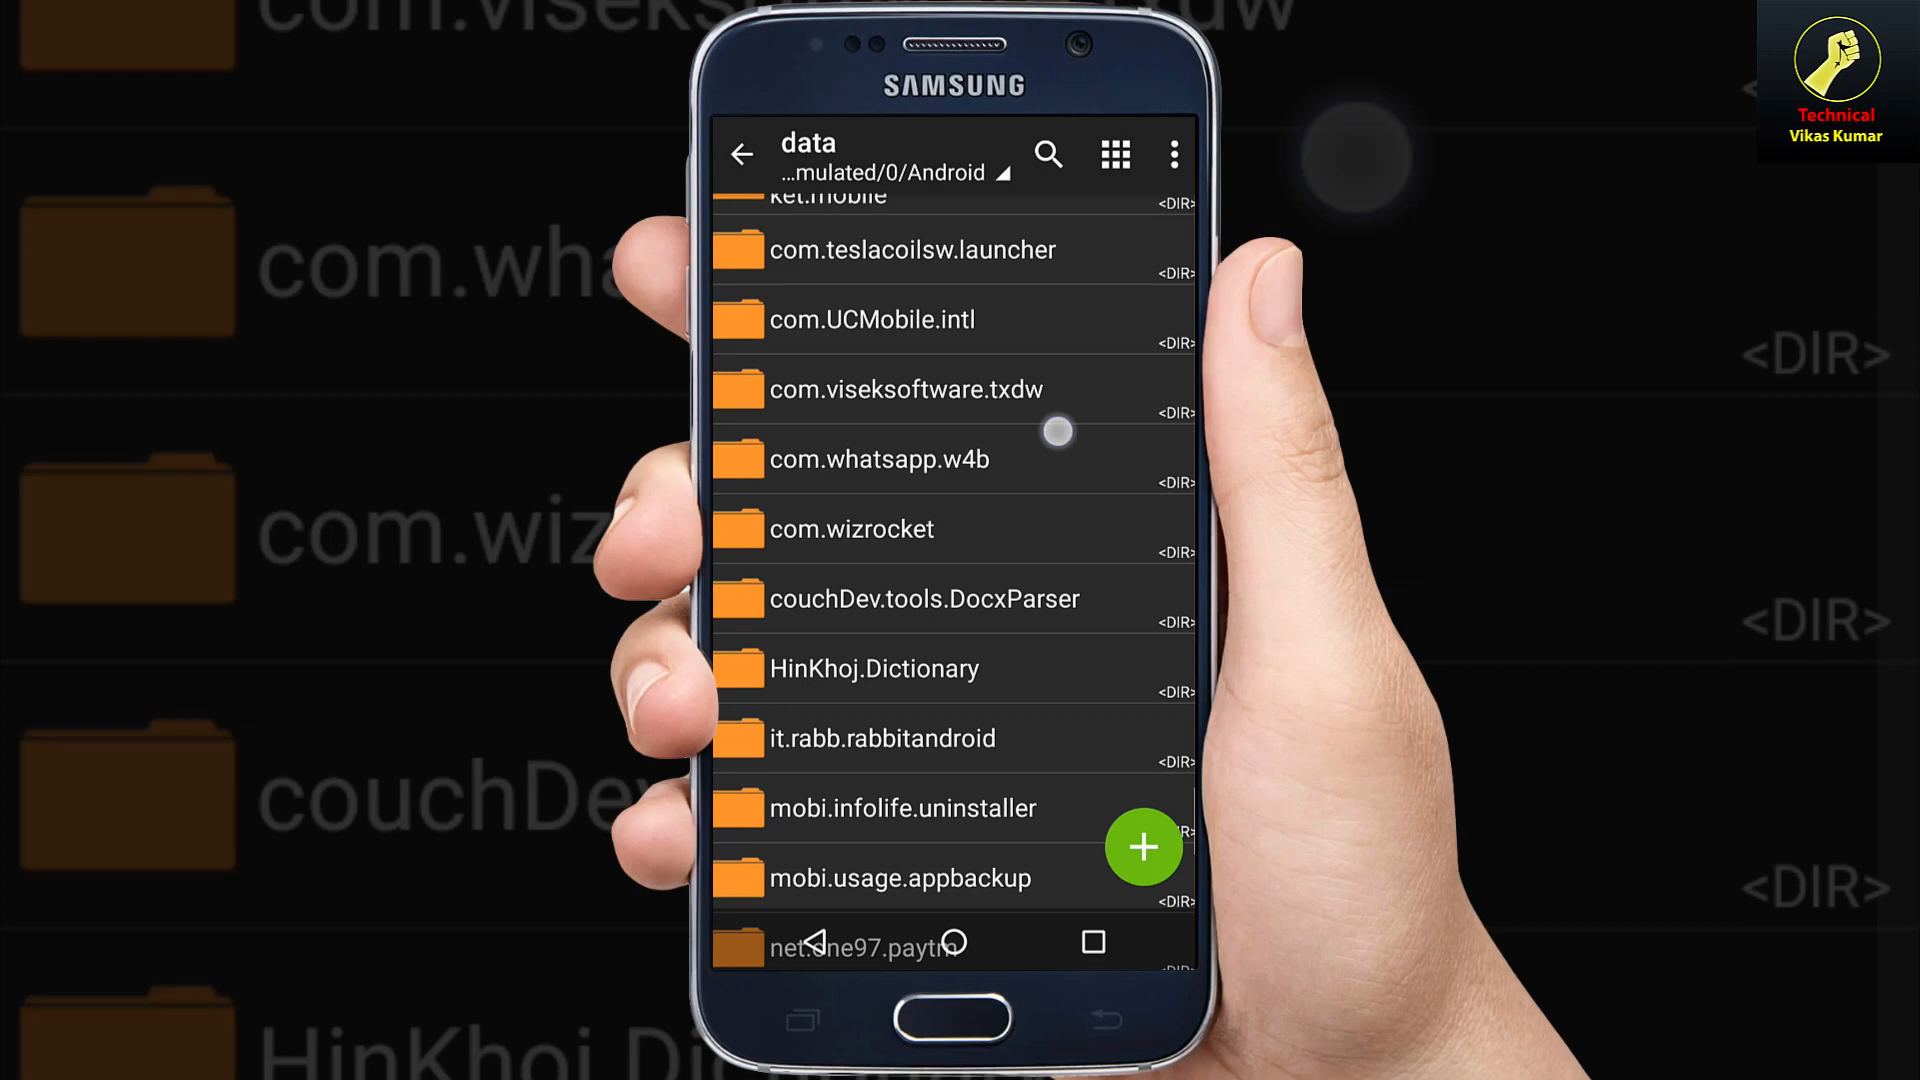 SAMSUNG
data
...mulated/0/Android
ket.mobile
<DIR>
com.teslacoilsw.launcher
<DIR>
com.UCMobile.intl
<DIR>
com.viseksoftware.txdw
<DIR>
com.whatsapp.w4b
<DIR>
com.wizrocket
<DIR>
couchDev.tools.DocxParser
<DIR>
HinKhoj.Dictionary
<DIR>
it.rabb.rabbitandroid
<DIR>
mobi.infolife.uninstaller
mobi.usage.appbackup
<DIR>
net.one97.paytm
Technical
Vikas Kumar
com.wha
<DIR>
com.wiz
<DIR>
couchDev
<DIR>
HinKhoj.Di